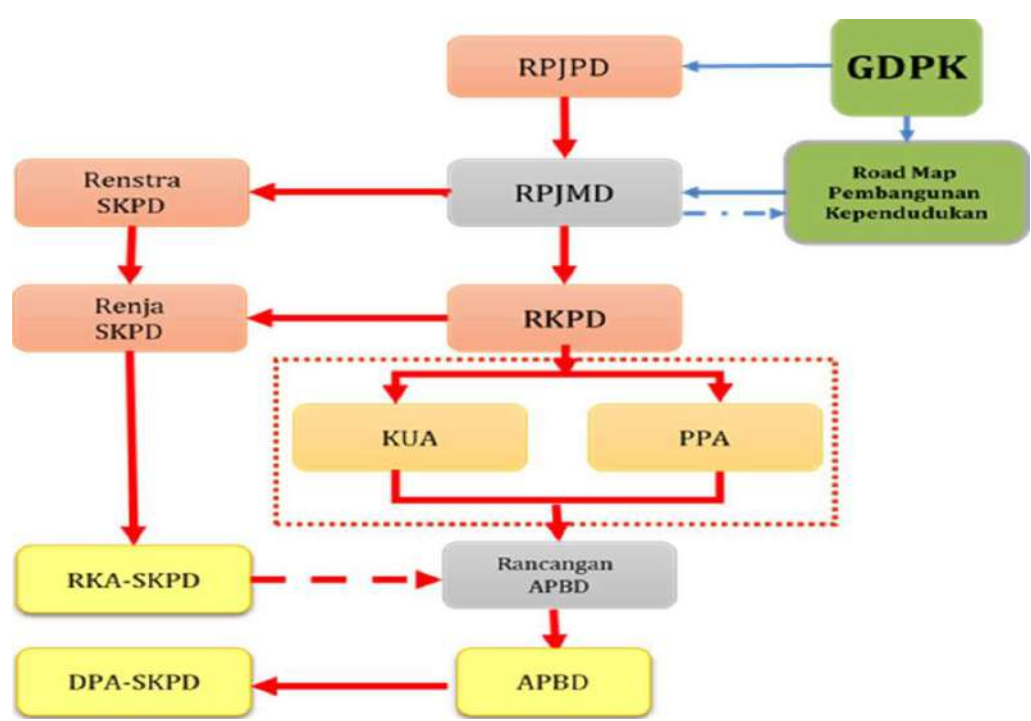 RPJPD
GDPK
Renstra
SKPD
RPJMD
Road Map
Pembangunan
Kependudukan
Renja
SKPD
RKPD
KUA
PPA
RKA-SKPD
Rancangan
APBD
DPA-SKPD
APBD